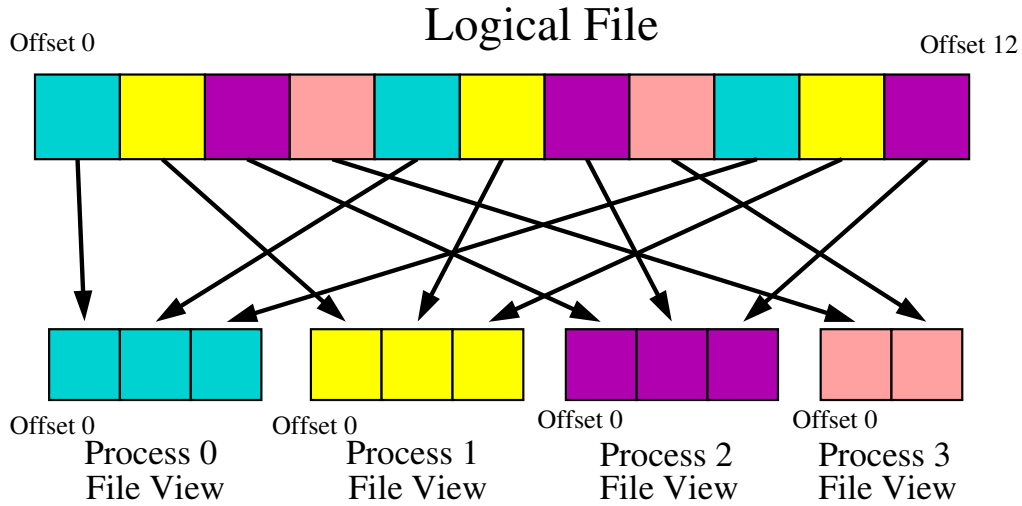 Logical File
Offset 0
Offset 12
Offset 0
Offset 0
Offset 0
Offset 0
Process 0
File View
Process 1
File View
Process 2
File View
Process 3
File View